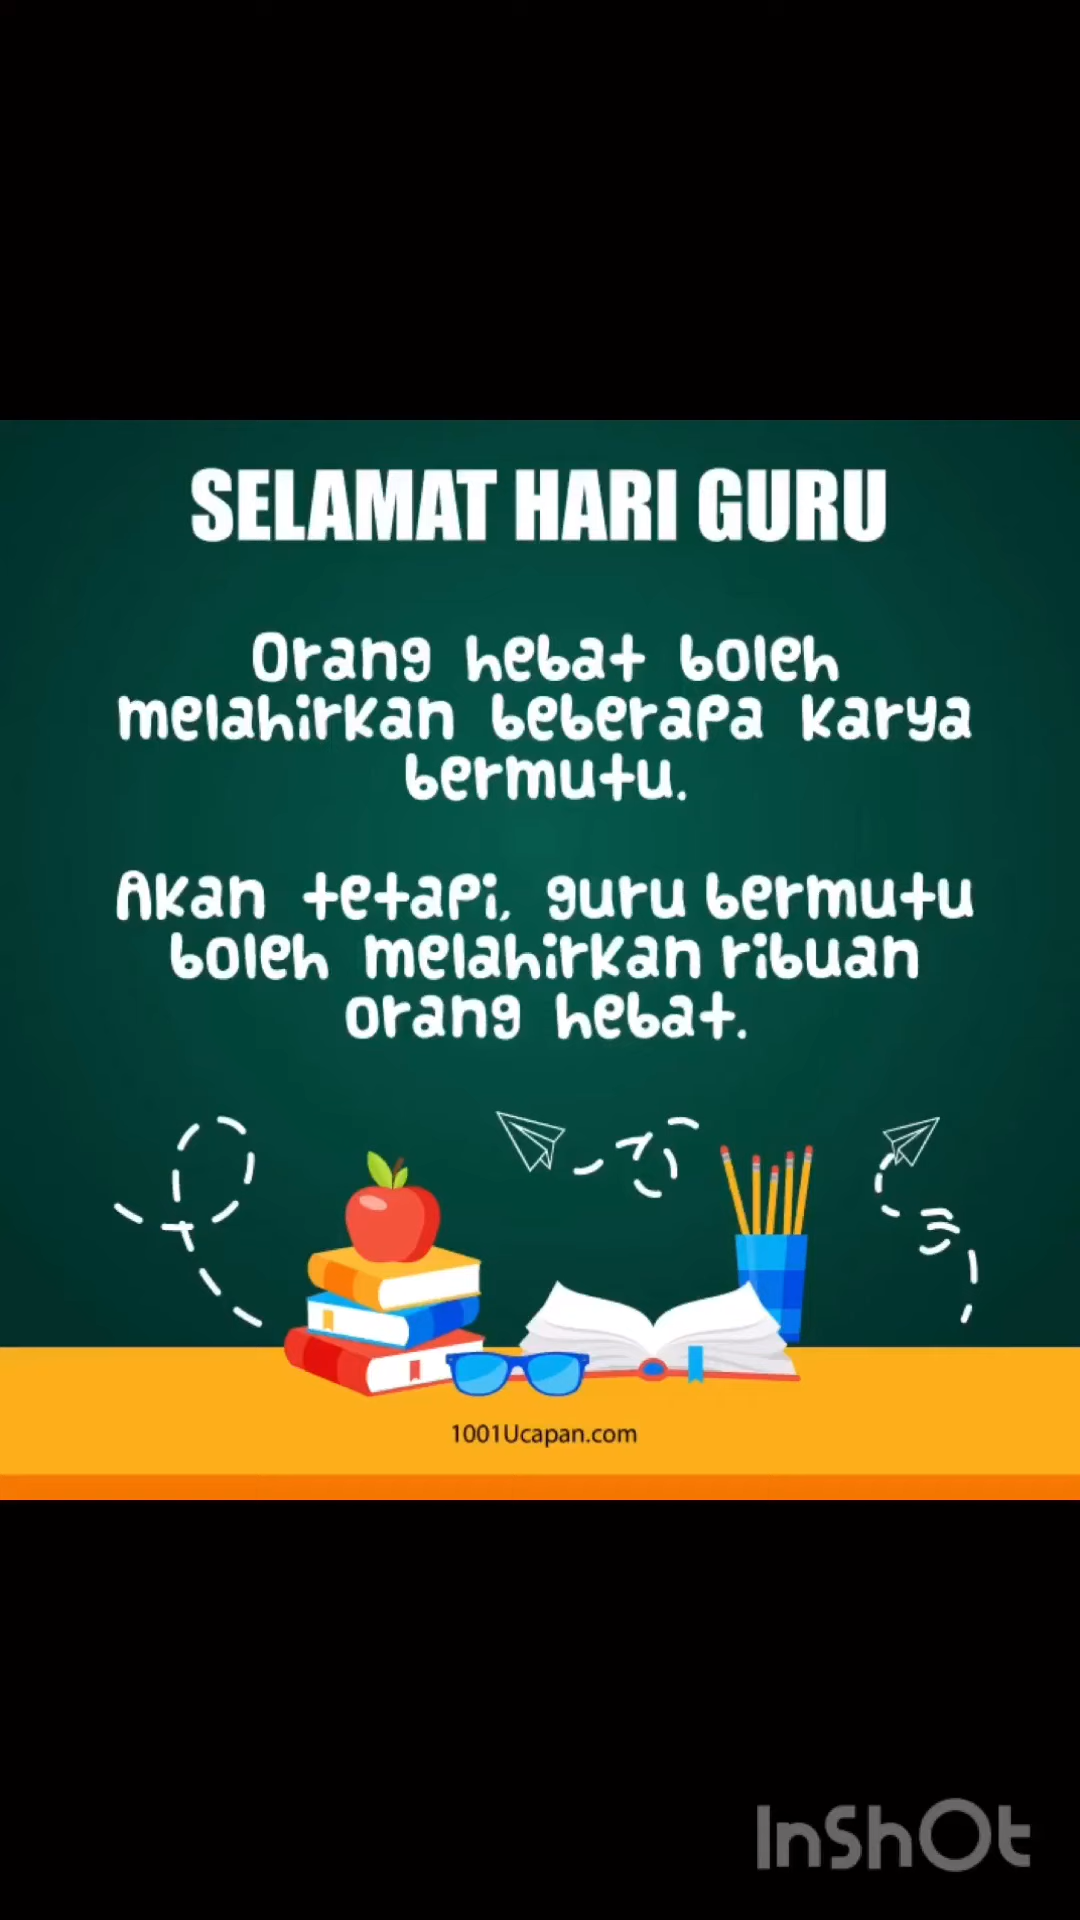 SELAMAT HARI GURU
Orang hebat boleh
melahirkan beberapa karya
bermutu.
Akan tetapi, guru bermutu
boleh melahirkan ribuan
orang hebat.
1001Ucapan.com
InShOt